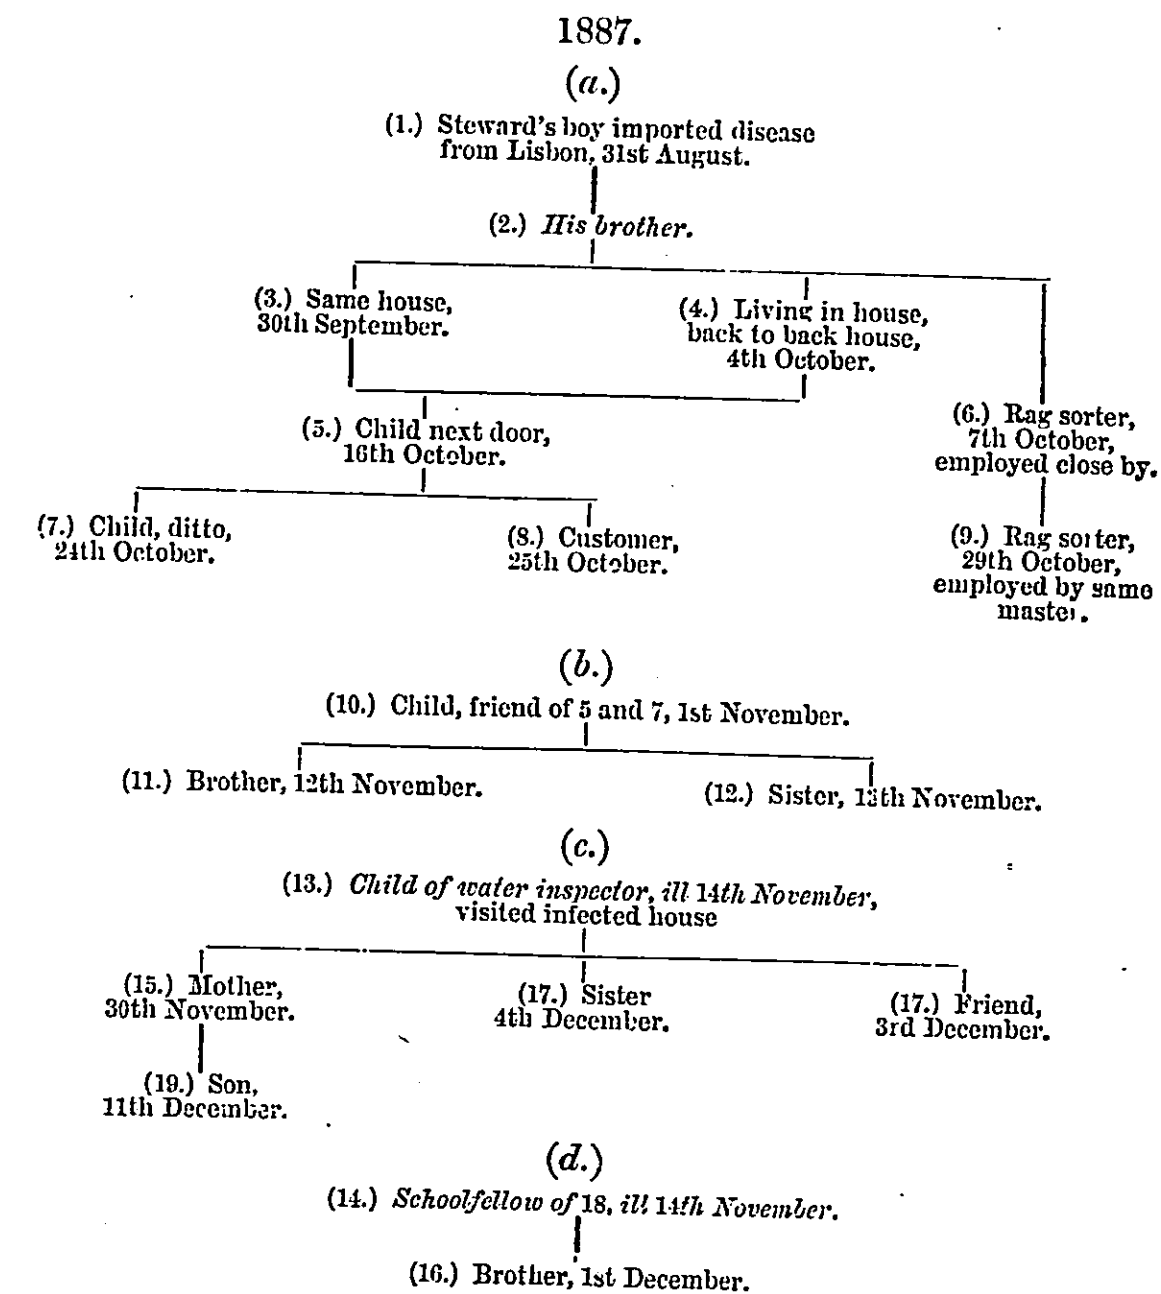 1887.
(a.)
(1.) Steward's boy imported disease
from Lisbon, 31st August.
(2.) His brother.
(3.) Same house,
30th September.
(4.) Living in house,
back to back house,
4th October.
(5.) Child next door,
16th October.
(6.) Rag sorter,
7th October,
employed close by.
(7.) Child, ditto,
24th October.
(8.) Customer,
25th October.
(9.) Rag sorter,
29th October,
employed by same
master.
(b.)
(10.) Child, friend of 5 and 7, 1st November.
(11.) Brother, 12th November.
(12.) Sister, 13th November.
(c.)
(13.) Child of water inspector, ill 14th November,
visited infected house
(15.) Mother,
30th November.
(17.) Sister
4th December.
(17.) Friend,
3rd December.
(19.) Son,
11th December.
(d.)
(14.) Schoolfellow of 18, ill 14th November.
(16.) Brother, 1st December.